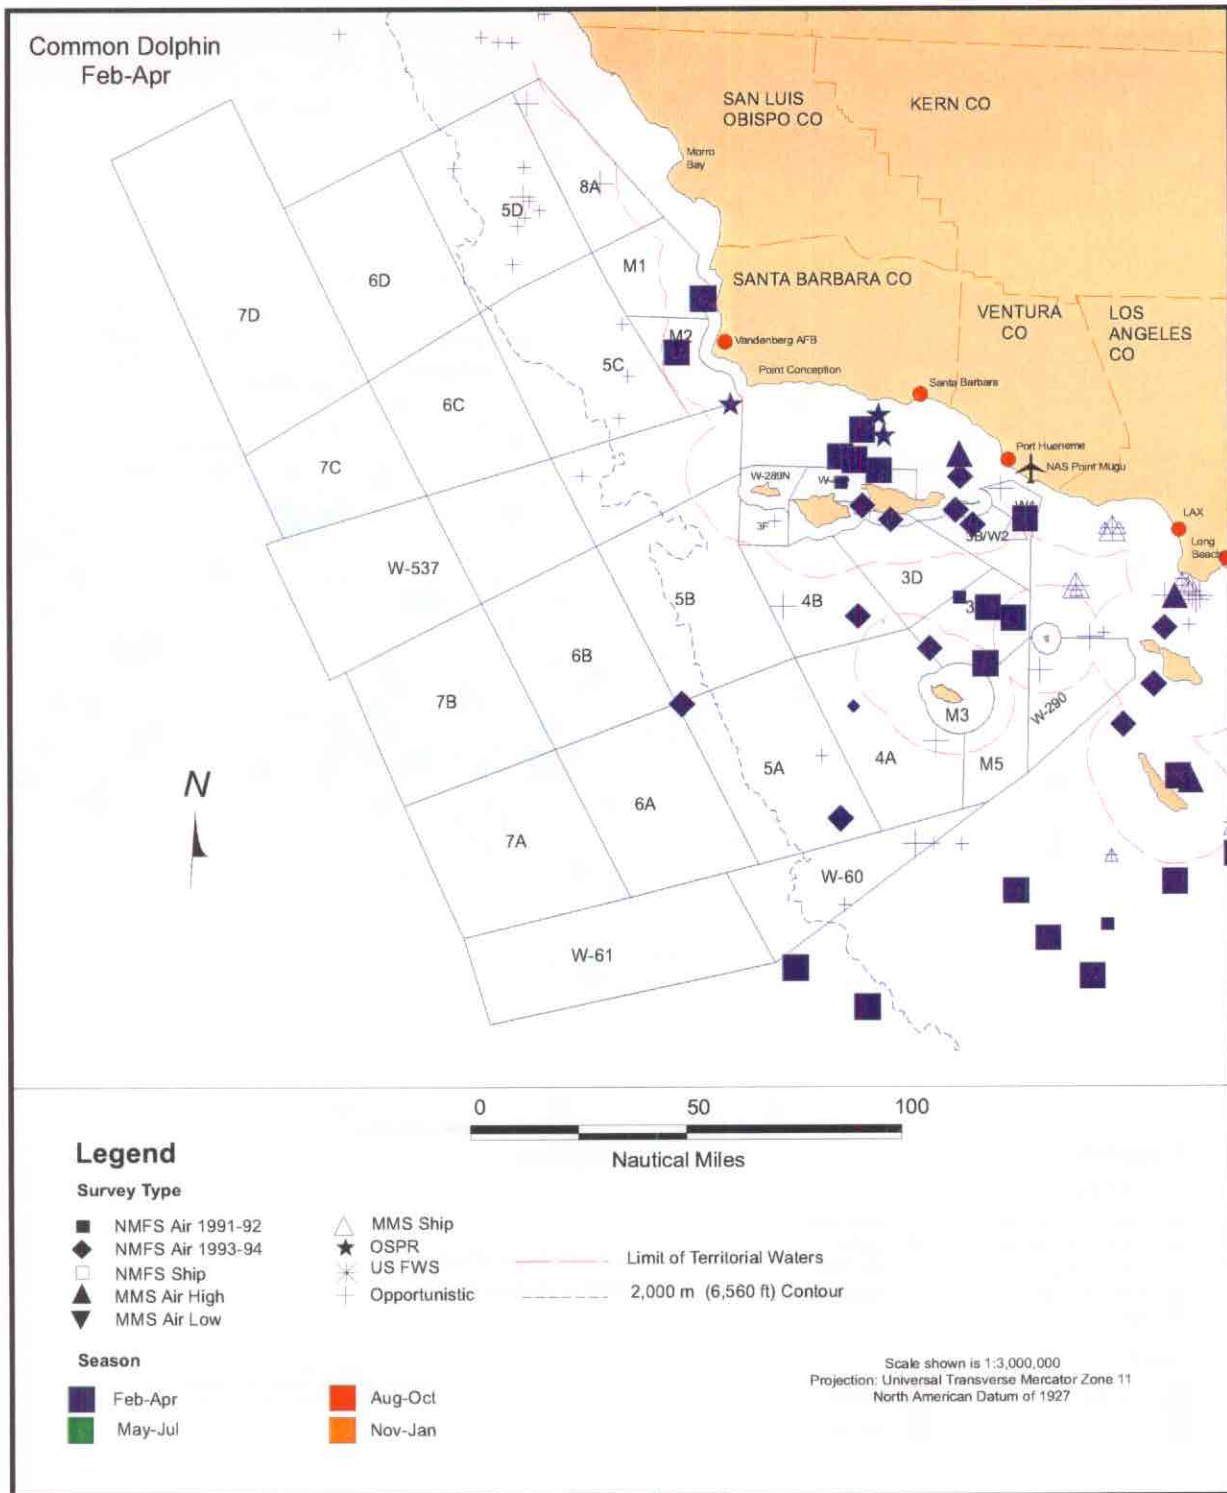 Common Dolphin
Feb-Apr
SAN LUIS
OBISPO CO
KERN CO
Morro
Bay
8A
5D
M1
SANTA BARBARA CO
6D
7D
VENTURA
CO
LOS
ANGELES
CO
M2
Vandenberg AFB
5C
Point Conception
Santa Barbara
6C
Port Hueneme
NAS Point Mugu
7C
W-289N
LAX
3F
3B/W2
Long
Beach
W-537
3D
5B
4B
6B
7B
M3
W-290
5A
4A
M5
6A
7A
N
W-60
W-61
0
50
100
Nautical Miles
Legend
Survey Type
NMFS Air 1991-92
NMFS Air 1993-94
NMFS Ship
MMS Air High
MMS Air Low
MMS Ship
OSPR
US FWS
Opportunistic
Limit of Territorial Waters
2,000 m (6,560 ft) Contour
Season
Feb-Apr
May-Jul
Aug-Oct
Nov-Jan
Scale shown is 1:3,000,000
Projection: Universal Transverse Mercator Zone 11
North American Datum of 1927